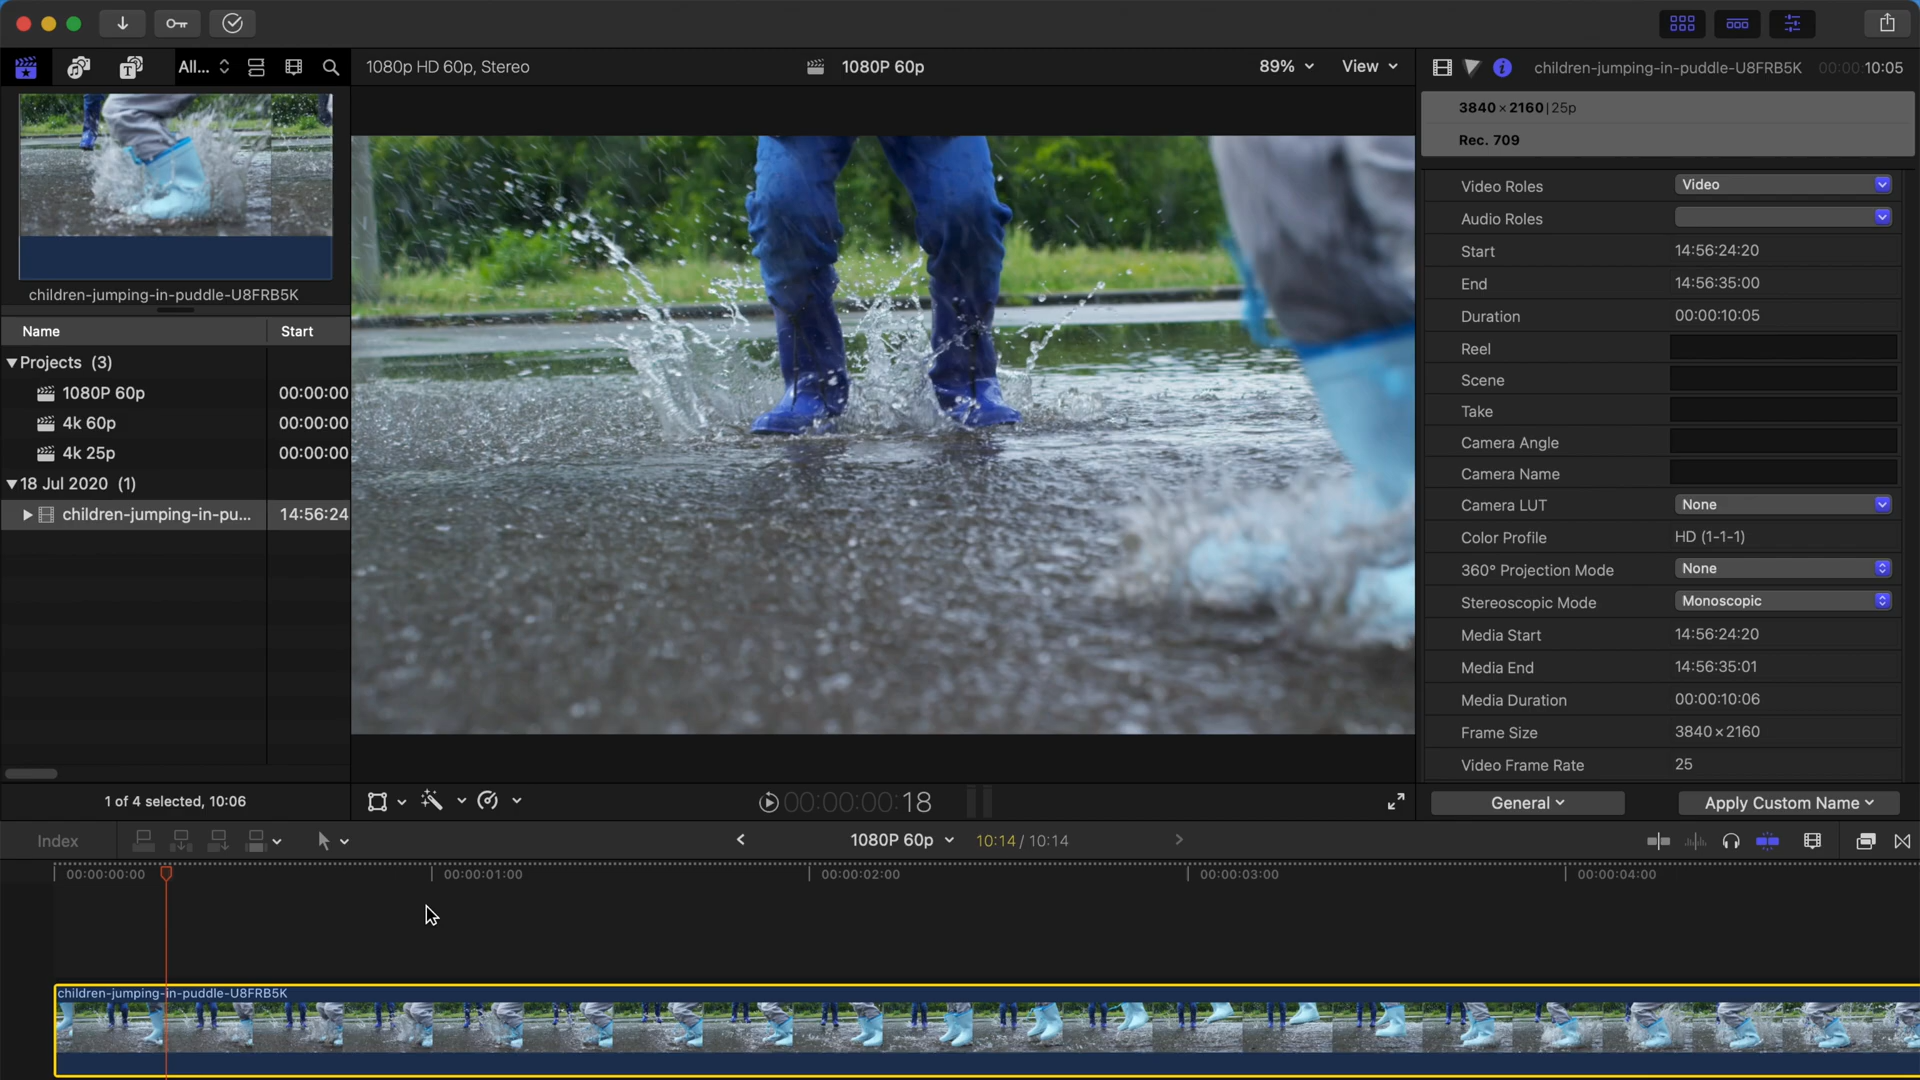 All...
1080p HD 60p, Stereo
1080P 60p
89%
View
children-jumping-in-puddle-U8FRB5K
00:00:10:05
3840 × 2160 | 25p
Rec. 709
children-jumping-in-puddle-U8FRB5K
Name
Start
Projects (3)
1080P 60p
00:00:00
4k 60p
00:00:00
4k 25p
00:00:00
18 Jul 2020 (1)
children-jumping-in-pu...
14:56:24
1 of 4 selected, 10:06
Video Roles
Video
Audio Roles
Start
14:56:24:20
End
14:56:35:00
Duration
00:00:10:05
Reel
Scene
Take
Camera Angle
Camera Name
Camera LUT
None
Color Profile
HD (1-1-1)
360° Projection Mode
None
Stereoscopic Mode
Monoscopic
Media Start
14:56:24:20
Media End
14:56:35:01
Media Duration
00:00:10:06
Frame Size
3840 × 2160
Video Frame Rate
25
General
Apply Custom Name
00:00:00:18
Index
1080P 60p
10:14 / 10:14
00:00:00:00
00:00:01:00
00:00:02:00
00:00:03:00
00:00:04:00
children-jumping-in-puddle-U8FRB5K